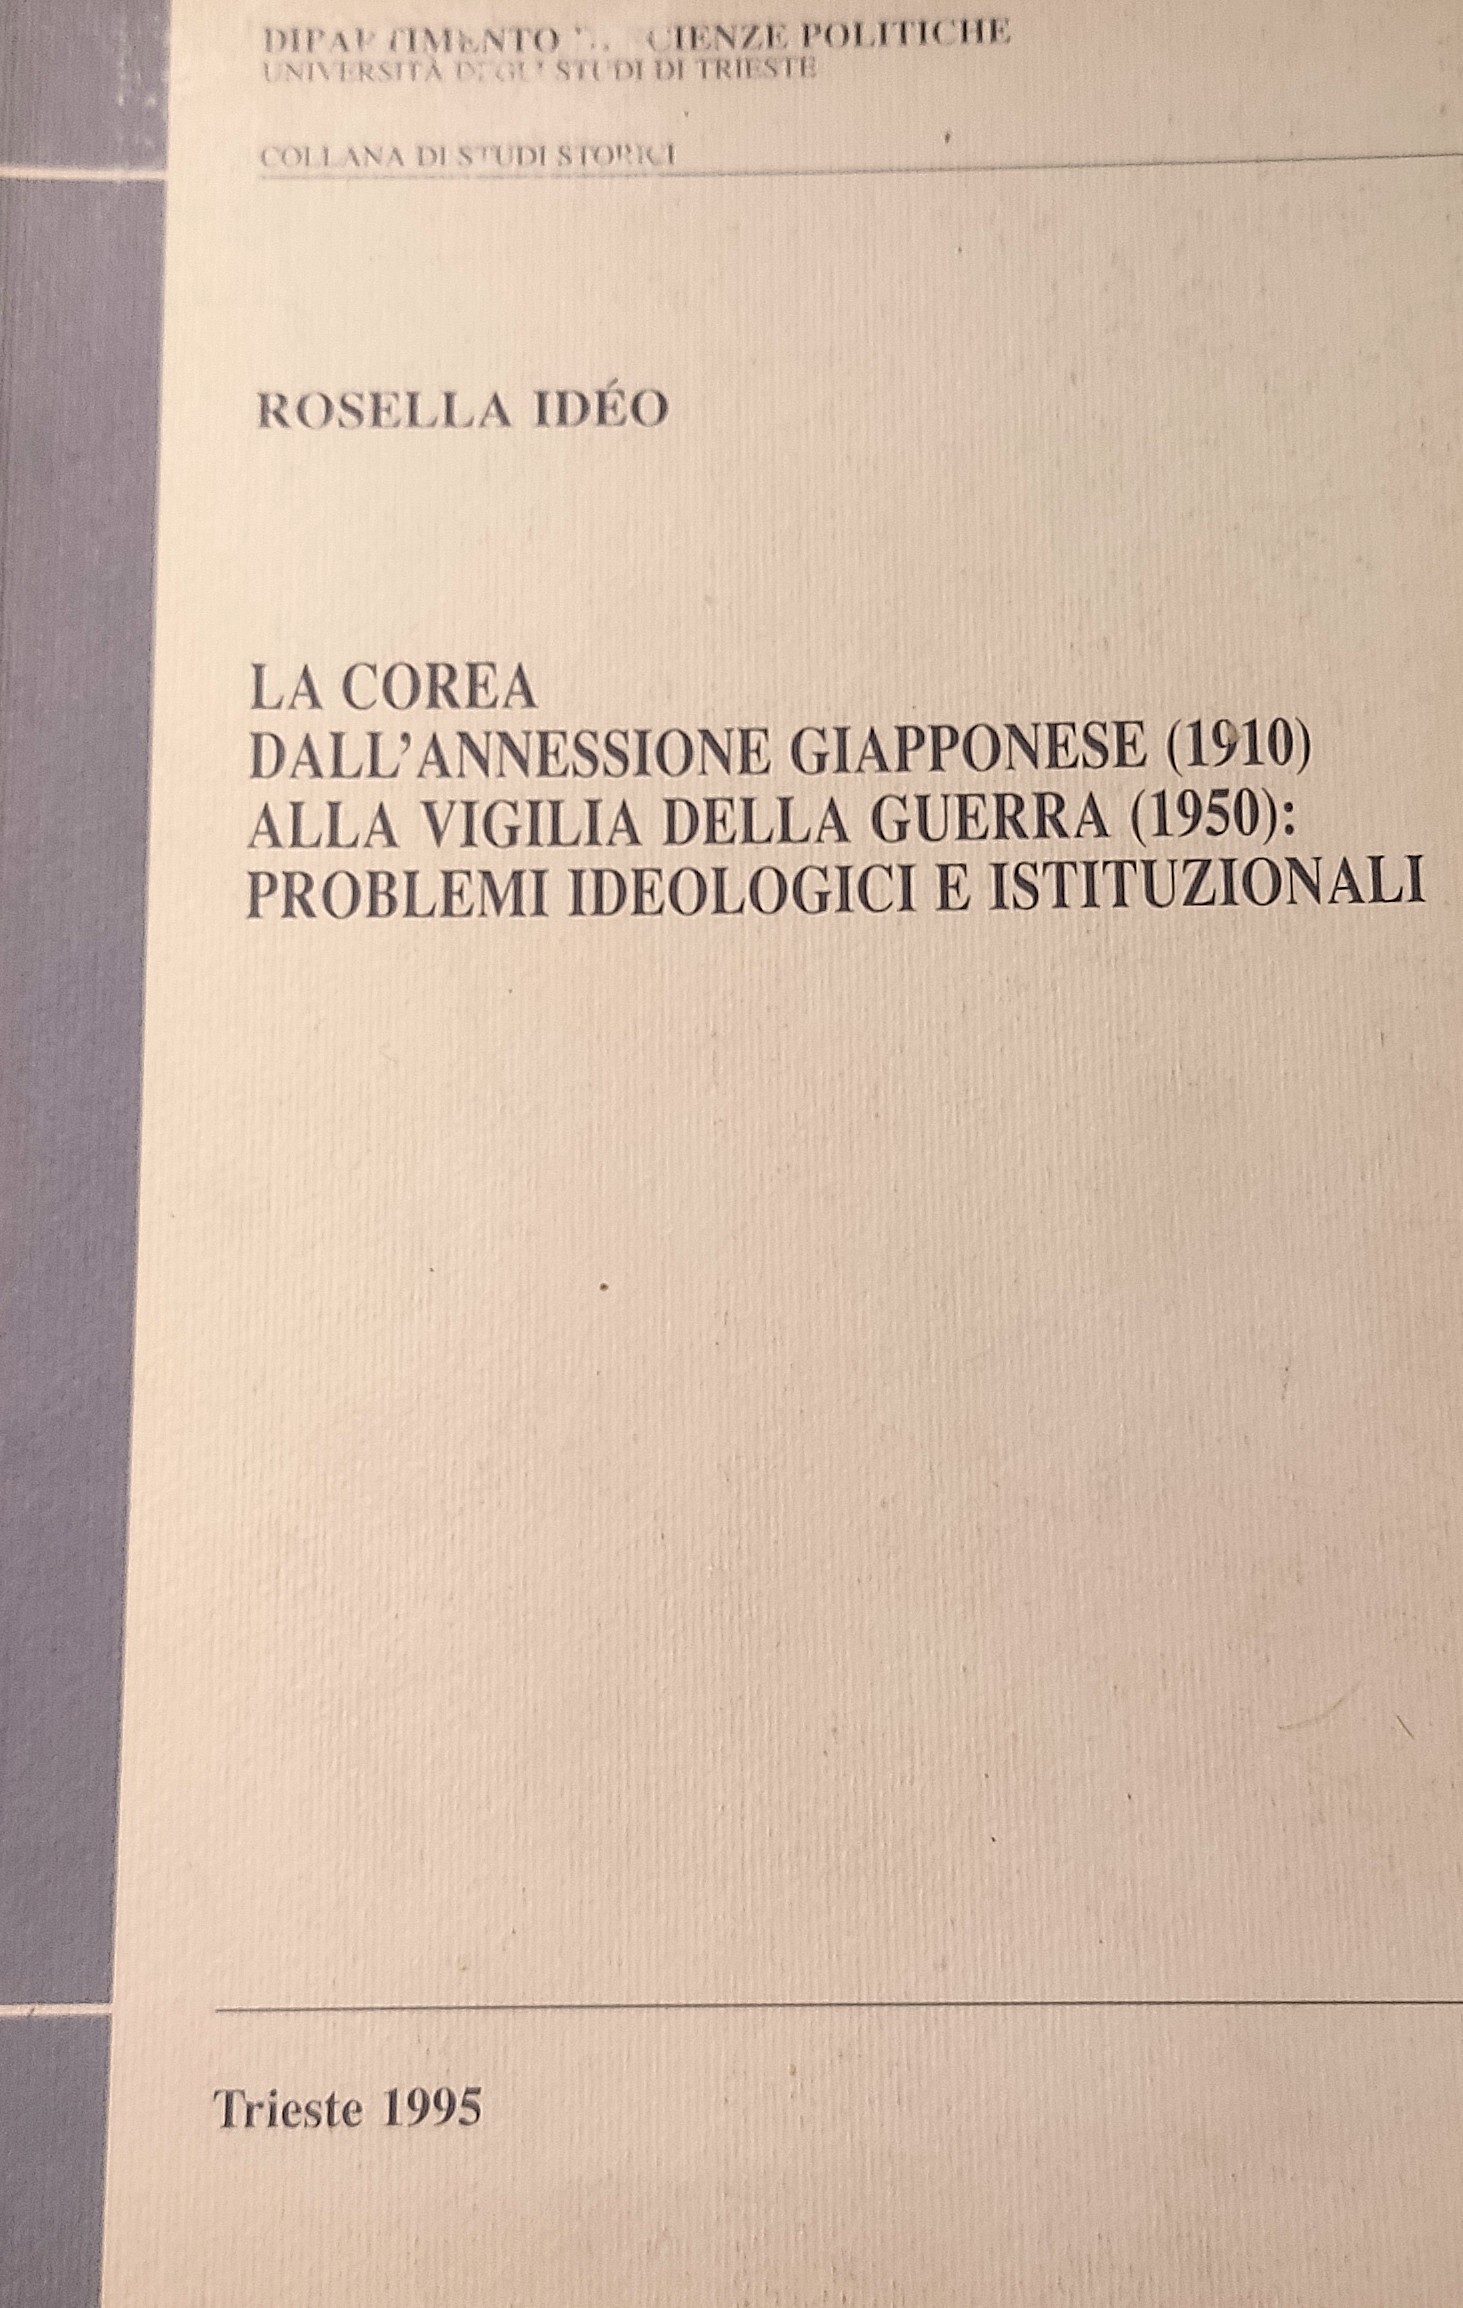 DIPARTIMENTO DI SCIENZE POLITICHE
UNIVERSITÀ DEGLI STUDI DI TRIESTE
COLLANA DI STUDI STORICI
ROSELLA IDÉO
LA COREA
DALL'ANNESSIONE GIAPPONESE (1910)
ALLA VIGILIA DELLA GUERRA (1950):
PROBLEMI IDEOLOGICI E ISTITUZIONALI
Trieste 1995